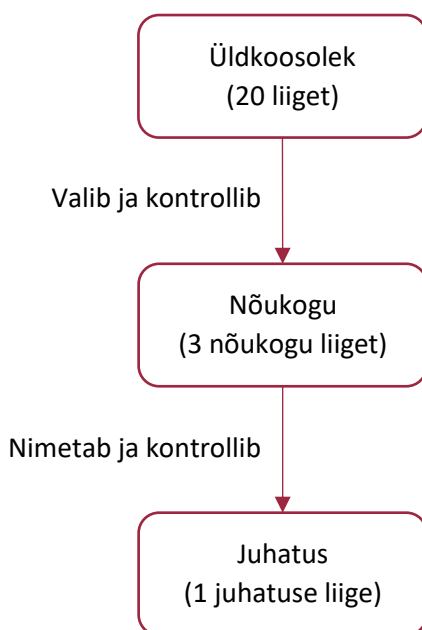 Üldkoosolek
(20 liiget)
Valib ja kontrollib
Nõukogu
(3 nõukogu liiget)
Nimetab ja kontrollib
Juhatus
(1 juhatuse liige)